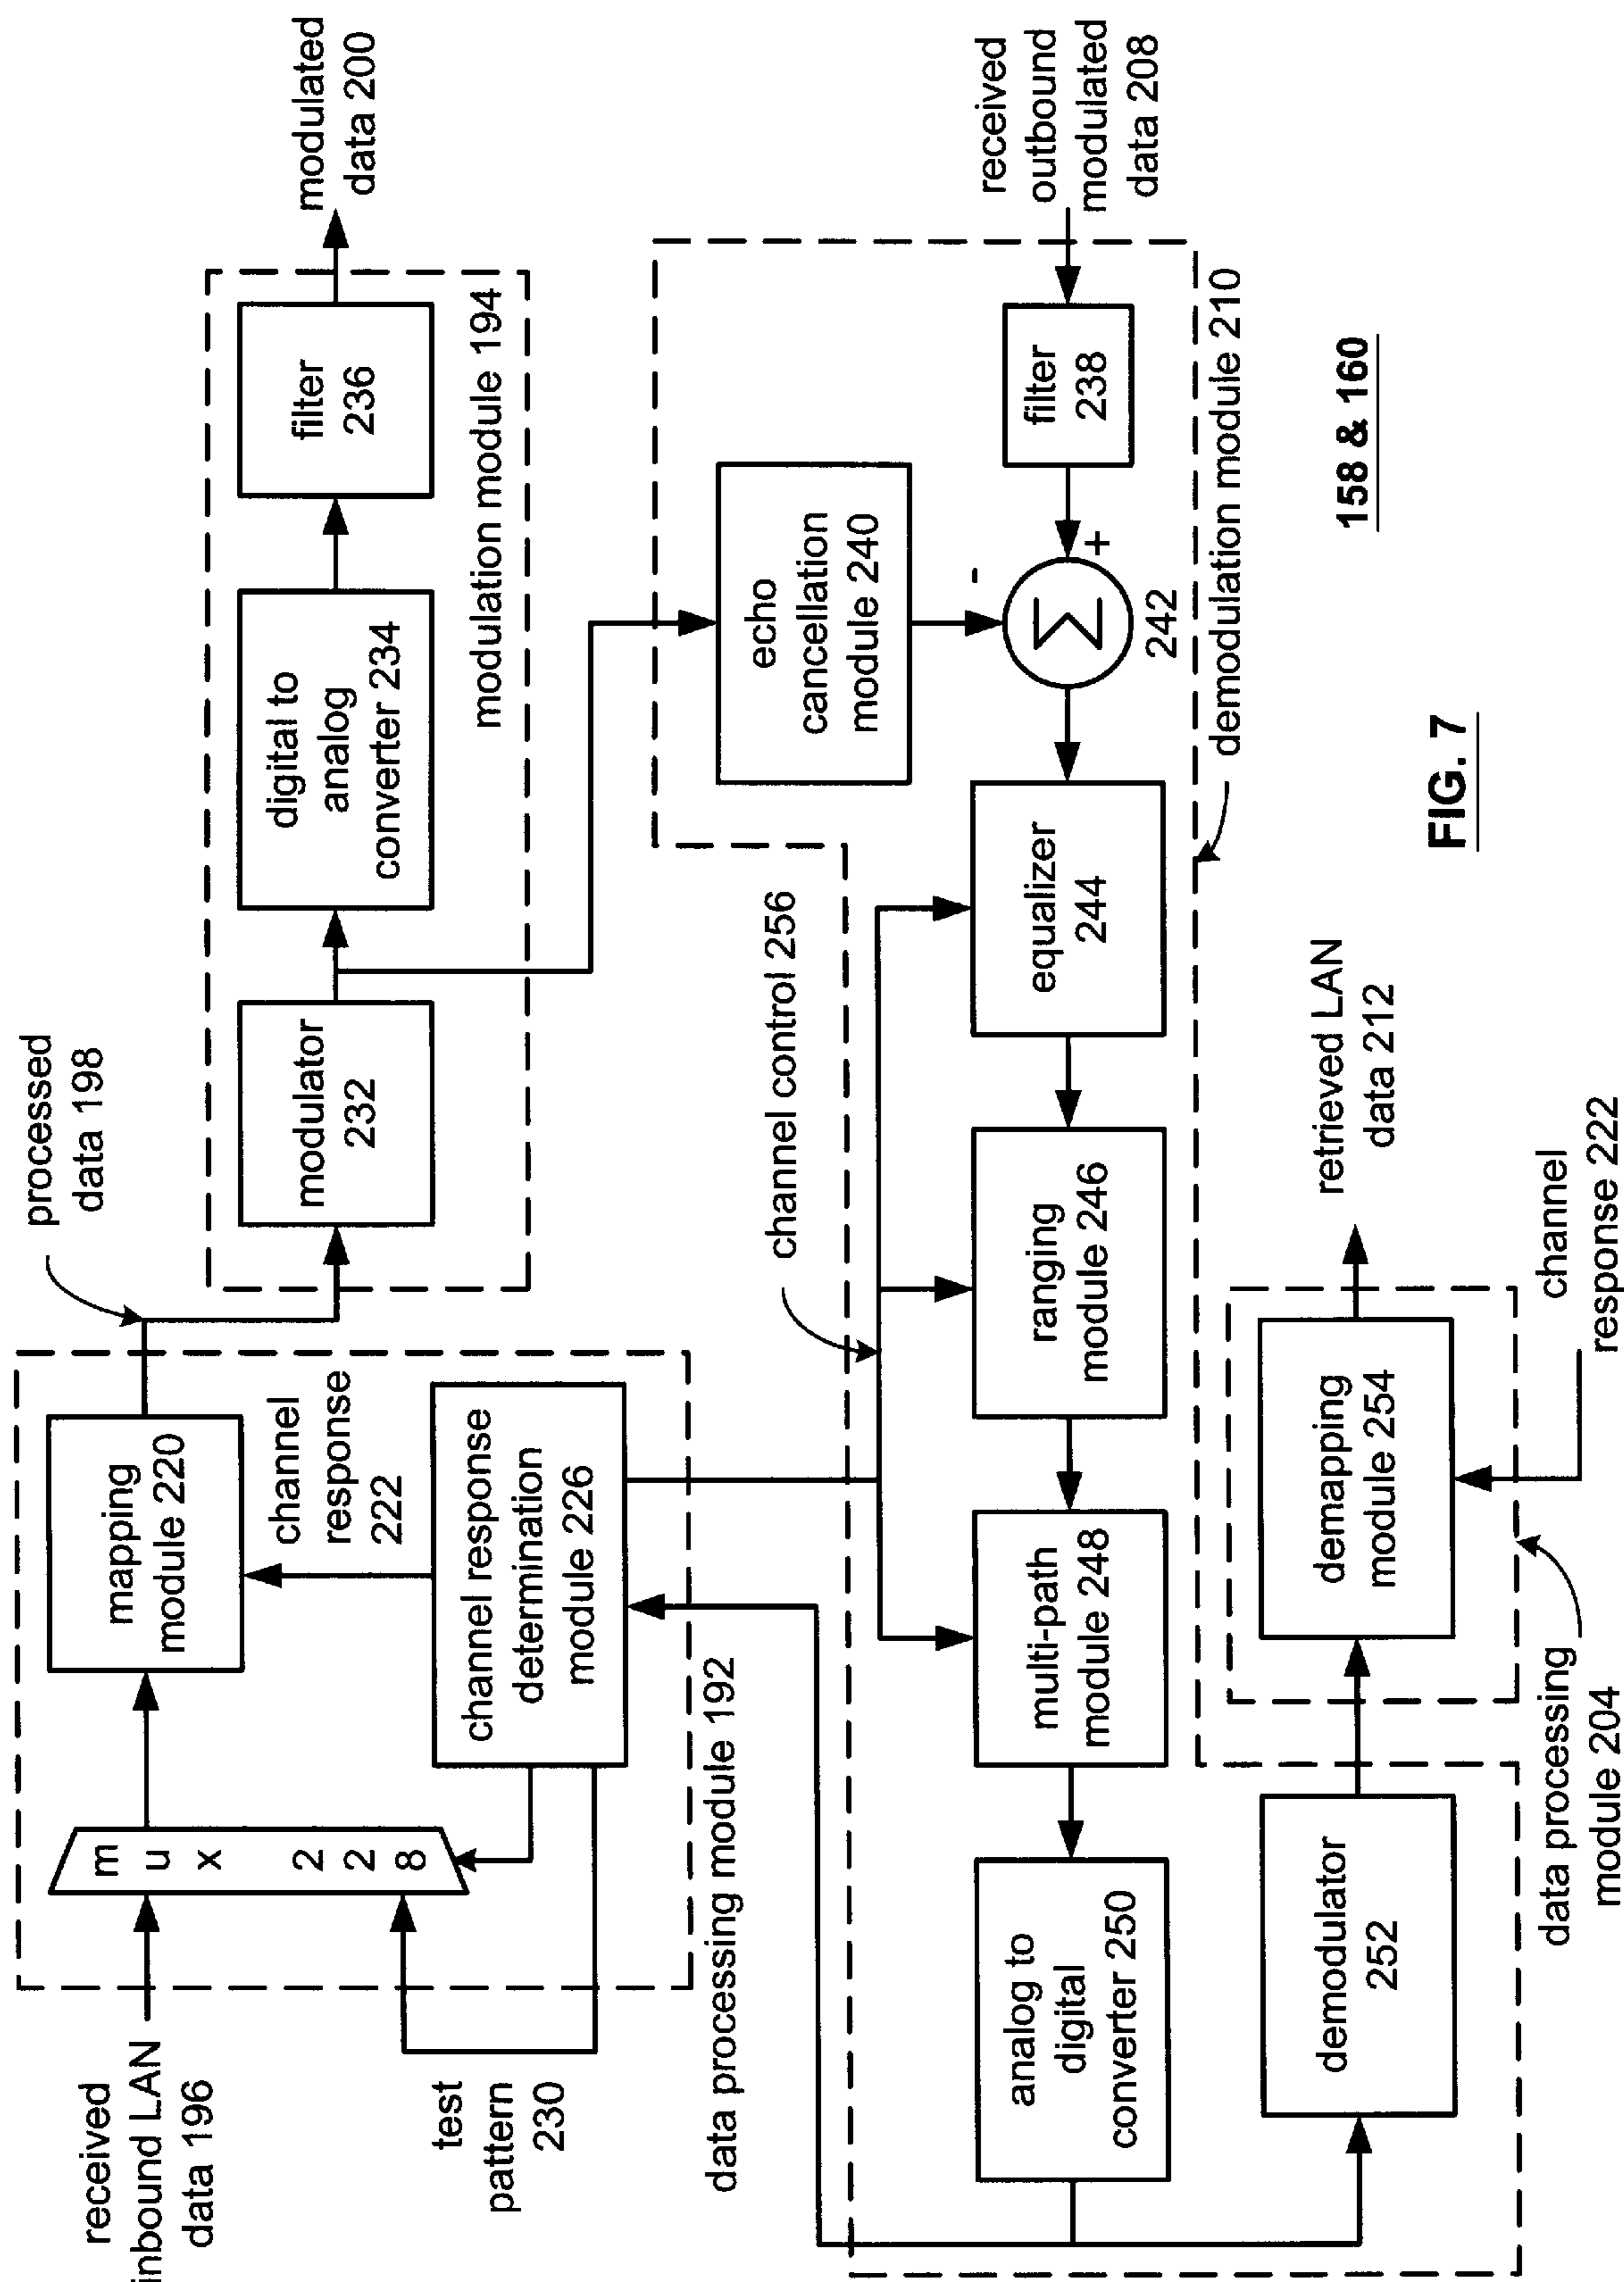 received
inbound LAN
data 196
test
pattern
230
m
u
x
2
2
8
mapping
module 220
channel
response
222
channel response
determination
module 226
data processing module 192
processed
data 198
modulator
232
digital to
analog
converter 234
filter
236
modulation module 194
modulated
data 200
echo
cancellation
module 240
received
outbound
modulated
data 208
filter
238
+
-
Σ
242
channel control 256
equalizer
244
ranging
module 246
multi-path
module 248
analog to
digital
converter 250
demodulation module 210
demodulator
252
demapping
module 254
retrieved LAN
data 212
data processing
module 204
channel
response 222
158 & 160
FIG. 7